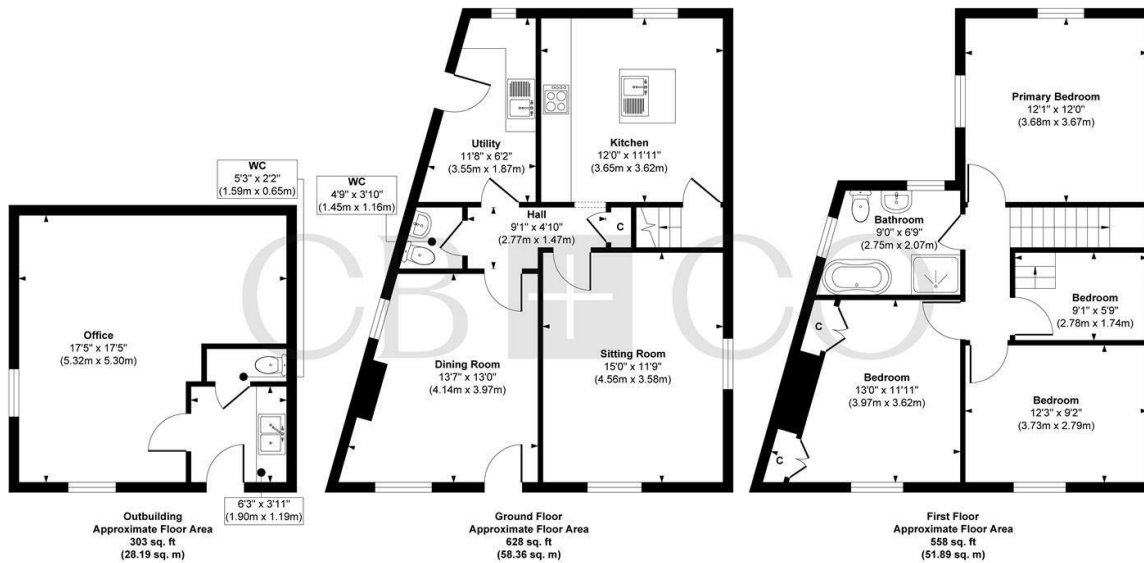 WC
5'3" x 2'2"
(1.59m x 0.65m)
Office
17'5" x 17'5"
(5.32m x 5.30m)
6'3" x 3'11"
(1.90m x 1.19m)
Outbuilding
Approximate Floor Area
303 sq. ft
(28.19 sq. m)
WC
4'9" x 3'10"
(1.45m x 1.16m)
Utility
11'8" x 6'2"
(3.55m x 1.87m)
Kitchen
12'0" x 11'11"
(3.65m x 3.62m)
Hall
9'1" x 4'10"
(2.77m x 1.47m)
C
Dining Room
13'7" x 13'0"
(4.14m x 3.97m)
Sitting Room
15'0" x 11'9"
(4.56m x 3.58m)
Ground Floor
Approximate Floor Area
628 sq. ft
(58.36 sq. m)
Primary Bedroom
12'1" x 12'0"
(3.68m x 3.67m)
Bathroom
9'0" x 6'9"
(2.75m x 2.07m)
Bedroom
9'1" x 5'9"
(2.78m x 1.74m)
C
Bedroom
13'0" x 11'11"
(3.97m x 3.62m)
C
Bedroom
12'3" x 9'2"
(3.73m x 2.79m)
First Floor
Approximate Floor Area
558 sq. ft
(51.89 sq. m)
CB + CO